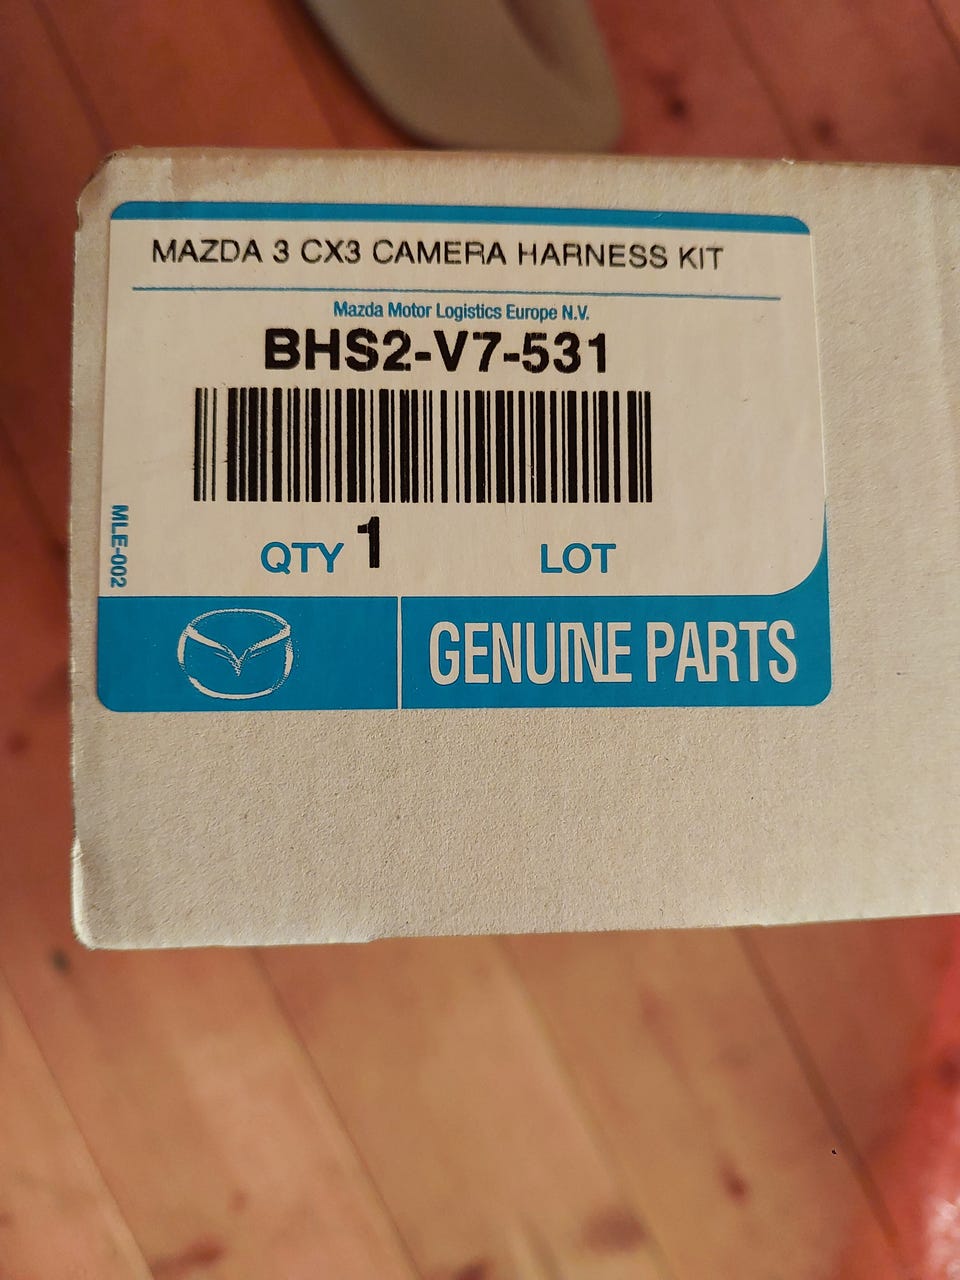 MAZDA 3 CX3 CAMERA HARNESS KIT
Mazda Motor Logistics Europe N.V.
BHS2-V7-531
QTY 1 LOT
MLE-002
GENUINE PARTS